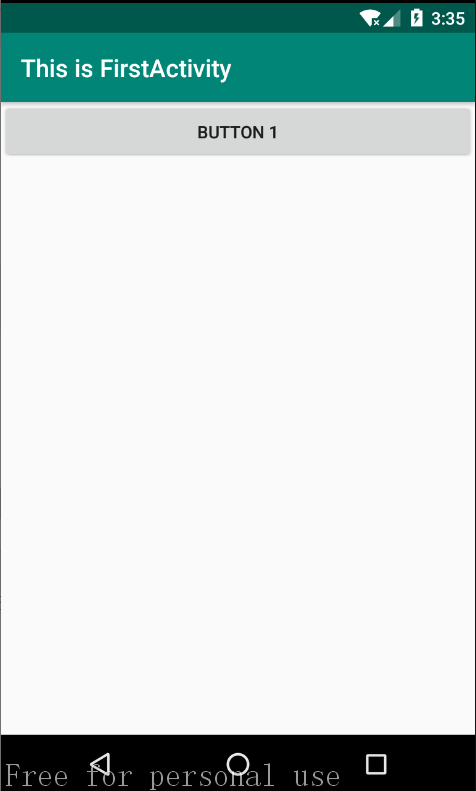 3:35
This is FirstActivity
BUTTON 1
Free for personal use